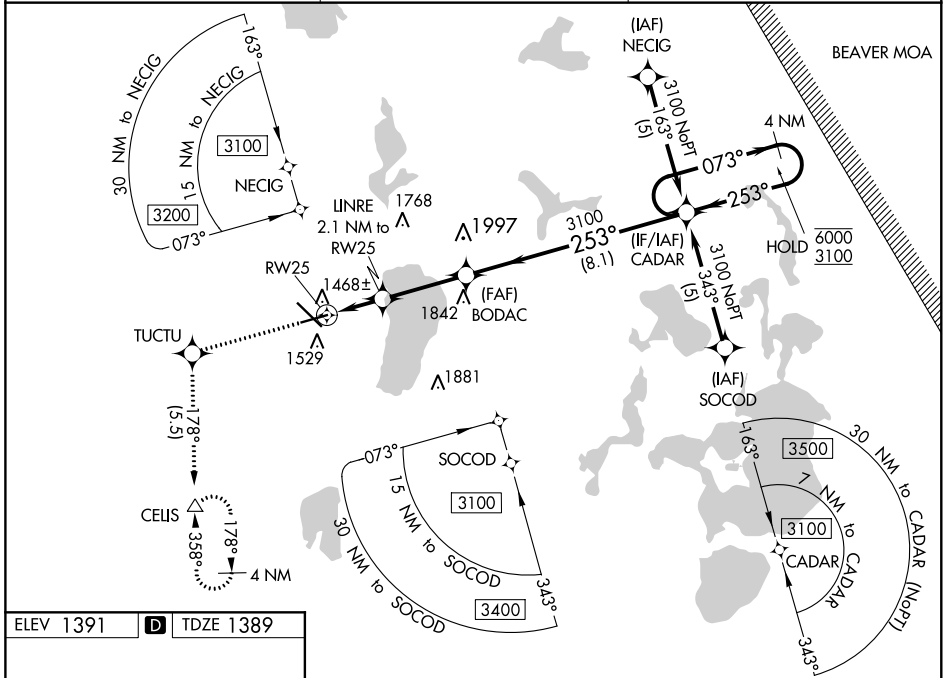 (IAF)
NECIG
BEAVER MOA
3100 NoPT
163°
(5)
4 NM
073°
253°
HOLD
6000
3100
(IF/IAF)
CADAR
3100 NoPT
343°
(5)
(IAF)
SOCOD
3100
253°
(8.1)
30 NM to NECIG
15 NM to NECIG
163°
3100
NECIG
3200
073°
LINRE
2.1 NM to
RW25
1768
1997
RW25
1468±
1842
(FAF)
BODAC
1529
1881
TUCTU
178°
(5.5)
CELIS
178°
358°
4 NM
073°
SOCOD
3100
15 NM to SOCOD
30 NM to SOCOD
3400
343°
163°
3500
30 NM to CADAR (NoPT)
7 NM to CADAR
3100
CADAR
343°
ELEV 1391 D TDZE 1389